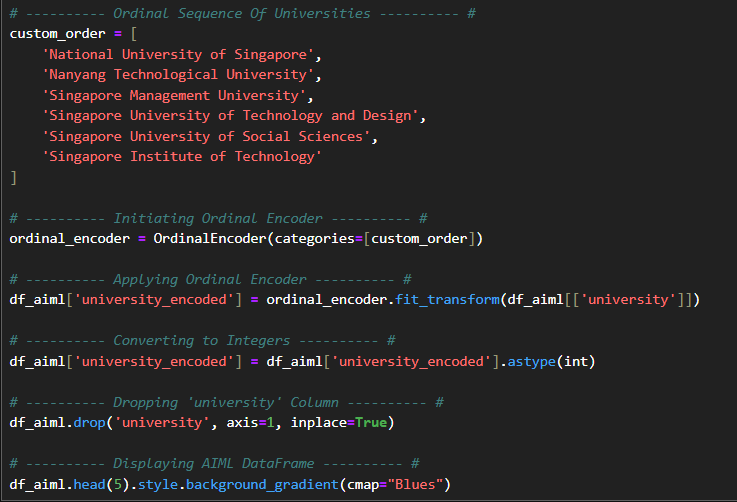 # ---------- Ordinal Sequence Of Universities ---------- #
custom_order = [
    'National University of Singapore',
    'Nanyang Technological University',
    'Singapore Management University',
    'Singapore University of Technology and Design',
    'Singapore University of Social Sciences',
    'Singapore Institute of Technology'
]

# ---------- Initiating Ordinal Encoder ---------- #
ordinal_encoder = OrdinalEncoder(categories=[custom_order])

# ---------- Applying Ordinal Encoder ---------- #
df_aiml['university_encoded'] = ordinal_encoder.fit_transform(df_aiml[['university']])

# ---------- Converting to Integers ---------- #
df_aiml['university_encoded'] = df_aiml['university_encoded'].astype(int)

# ---------- Dropping 'university' Column ---------- #
df_aiml.drop('university', axis=1, inplace=True)

# ---------- Displaying AIML DataFrame ---------- #
df_aiml.head(5).style.background_gradient(cmap="Blues")